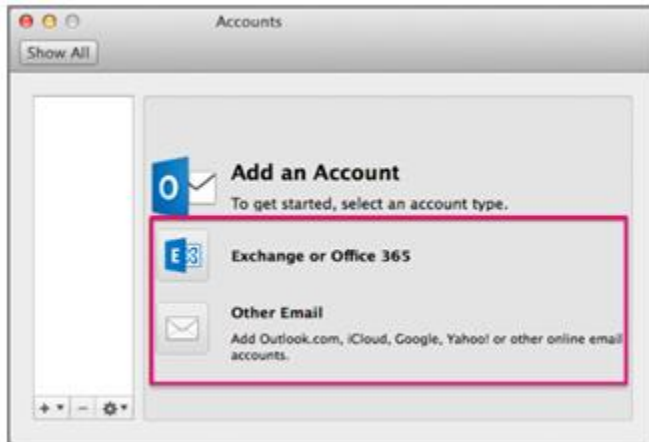 Accounts
Show All
Add an Account
To get started, select an account type.
Exchange or Office 365
Other Email
Add Outlook.com, iCloud, Google, Yahoo! or other online email
accounts.